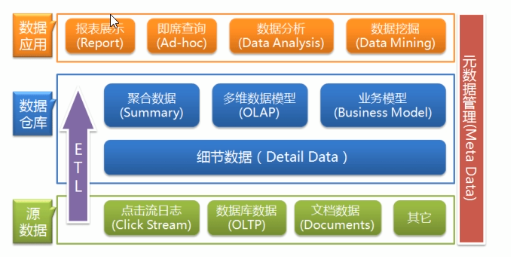 数据
应用
报表展示
(Report)
即席查询
(Ad-hoc)
数据分析
(Data Analysis)
数据挖掘
(Data Mining)
数据
仓库
聚合数据
(Summary)
多维数据模型
(OLAP)
业务模型
(Business Model)
细节数据（Detail Data）
ETL
源
数据
点击流日志
(Click Stream)
数据库数据
(OLTP)
文档数据
(Documents)
其它
元数据管理(Meta Data)